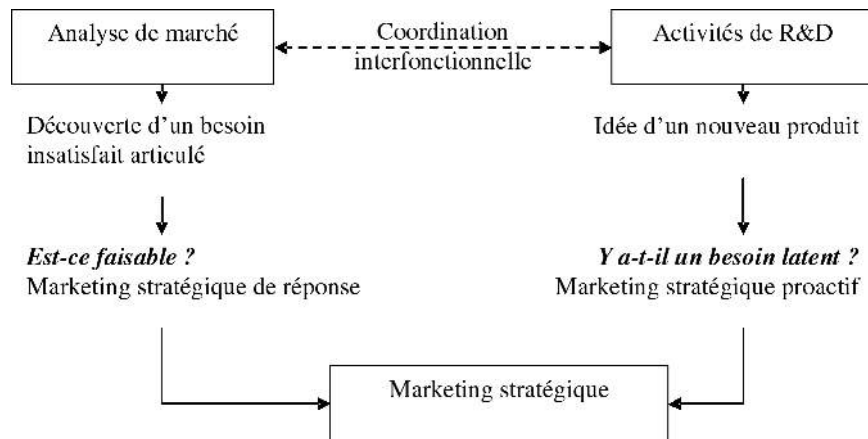 Analyse de marché
Coordination
interfonctionnelle
Activités de R&D
Découverte d'un besoin
insatisfait articulé
Idée d'un nouveau produit
Est-ce faisable ?
Marketing stratégique de réponse
Y a-t-il un besoin latent ?
Marketing stratégique proactif
Marketing stratégique